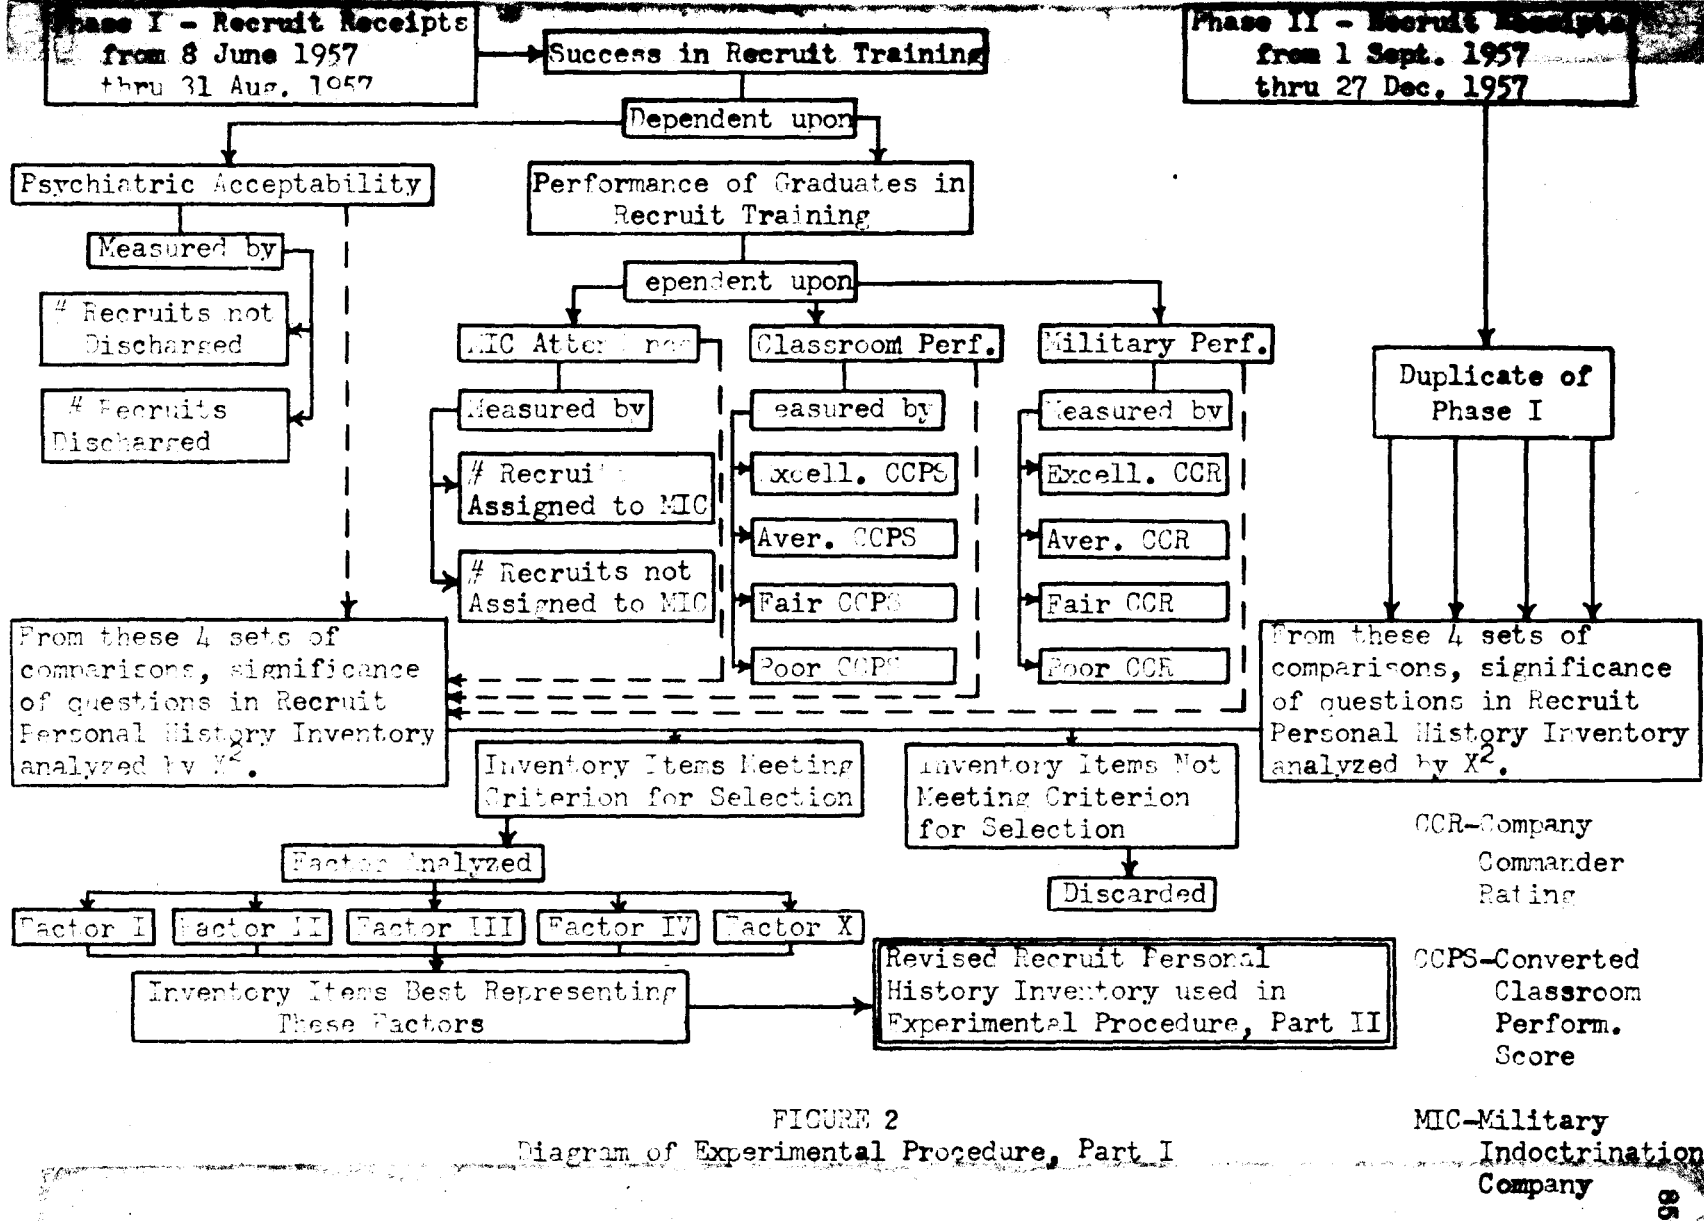 Phase I - Recruit Receipts
from 8 June 1957
thru 31 Aug. 1957
Success in Recruit Training
Phase II - Recruit Receipts
from 1 Sept. 1957
thru 27 Dec. 1957
Dependent upon
Psychiatric Acceptability
Performance of Graduates in
Recruit Training
Measured by
ependent upon
# Recruits not
Discharged
MIC
Classroom Perf.
Military Perf.
Duplicate of
Phase I
# Recruits
Discharged
Measured by
easured by
Measured by
# Recruits
Assigned to MIC
Excell. CCPS
Excell. CCR
Aver. CCPS
Aver. CCR
# Recruits not
Assigned to MIC
Fair CCPS
Fair CCR
Poor CCPS
Poor CCR
From these 4 sets of
comparisons, significance
of questions in Recruit
Personal History Inventory
analyzed by X².
From these 4 sets of
comparisons, significance
of questions in Recruit
Personal History Inventory
analyzed by X².
Inventory Items Meeting
Criterion for Selection
Inventory Items Not
Meeting Criterion
for Selection
Factor Analyzed
Discarded
Factor I
Factor II
Factor III
Factor IV
Factor X
Inventory Items Best Representing
These Factors
Revised Recruit Personal
History Inventory used in
Experimental Procedure, Part II
CCR-Company
Commander
Rating
CCPS-Converted
Classroom
Perform.
Score
MIC-Military
Indoctrination
Company
FIGURE 2
Diagram of Experimental Procedure, Part I
85